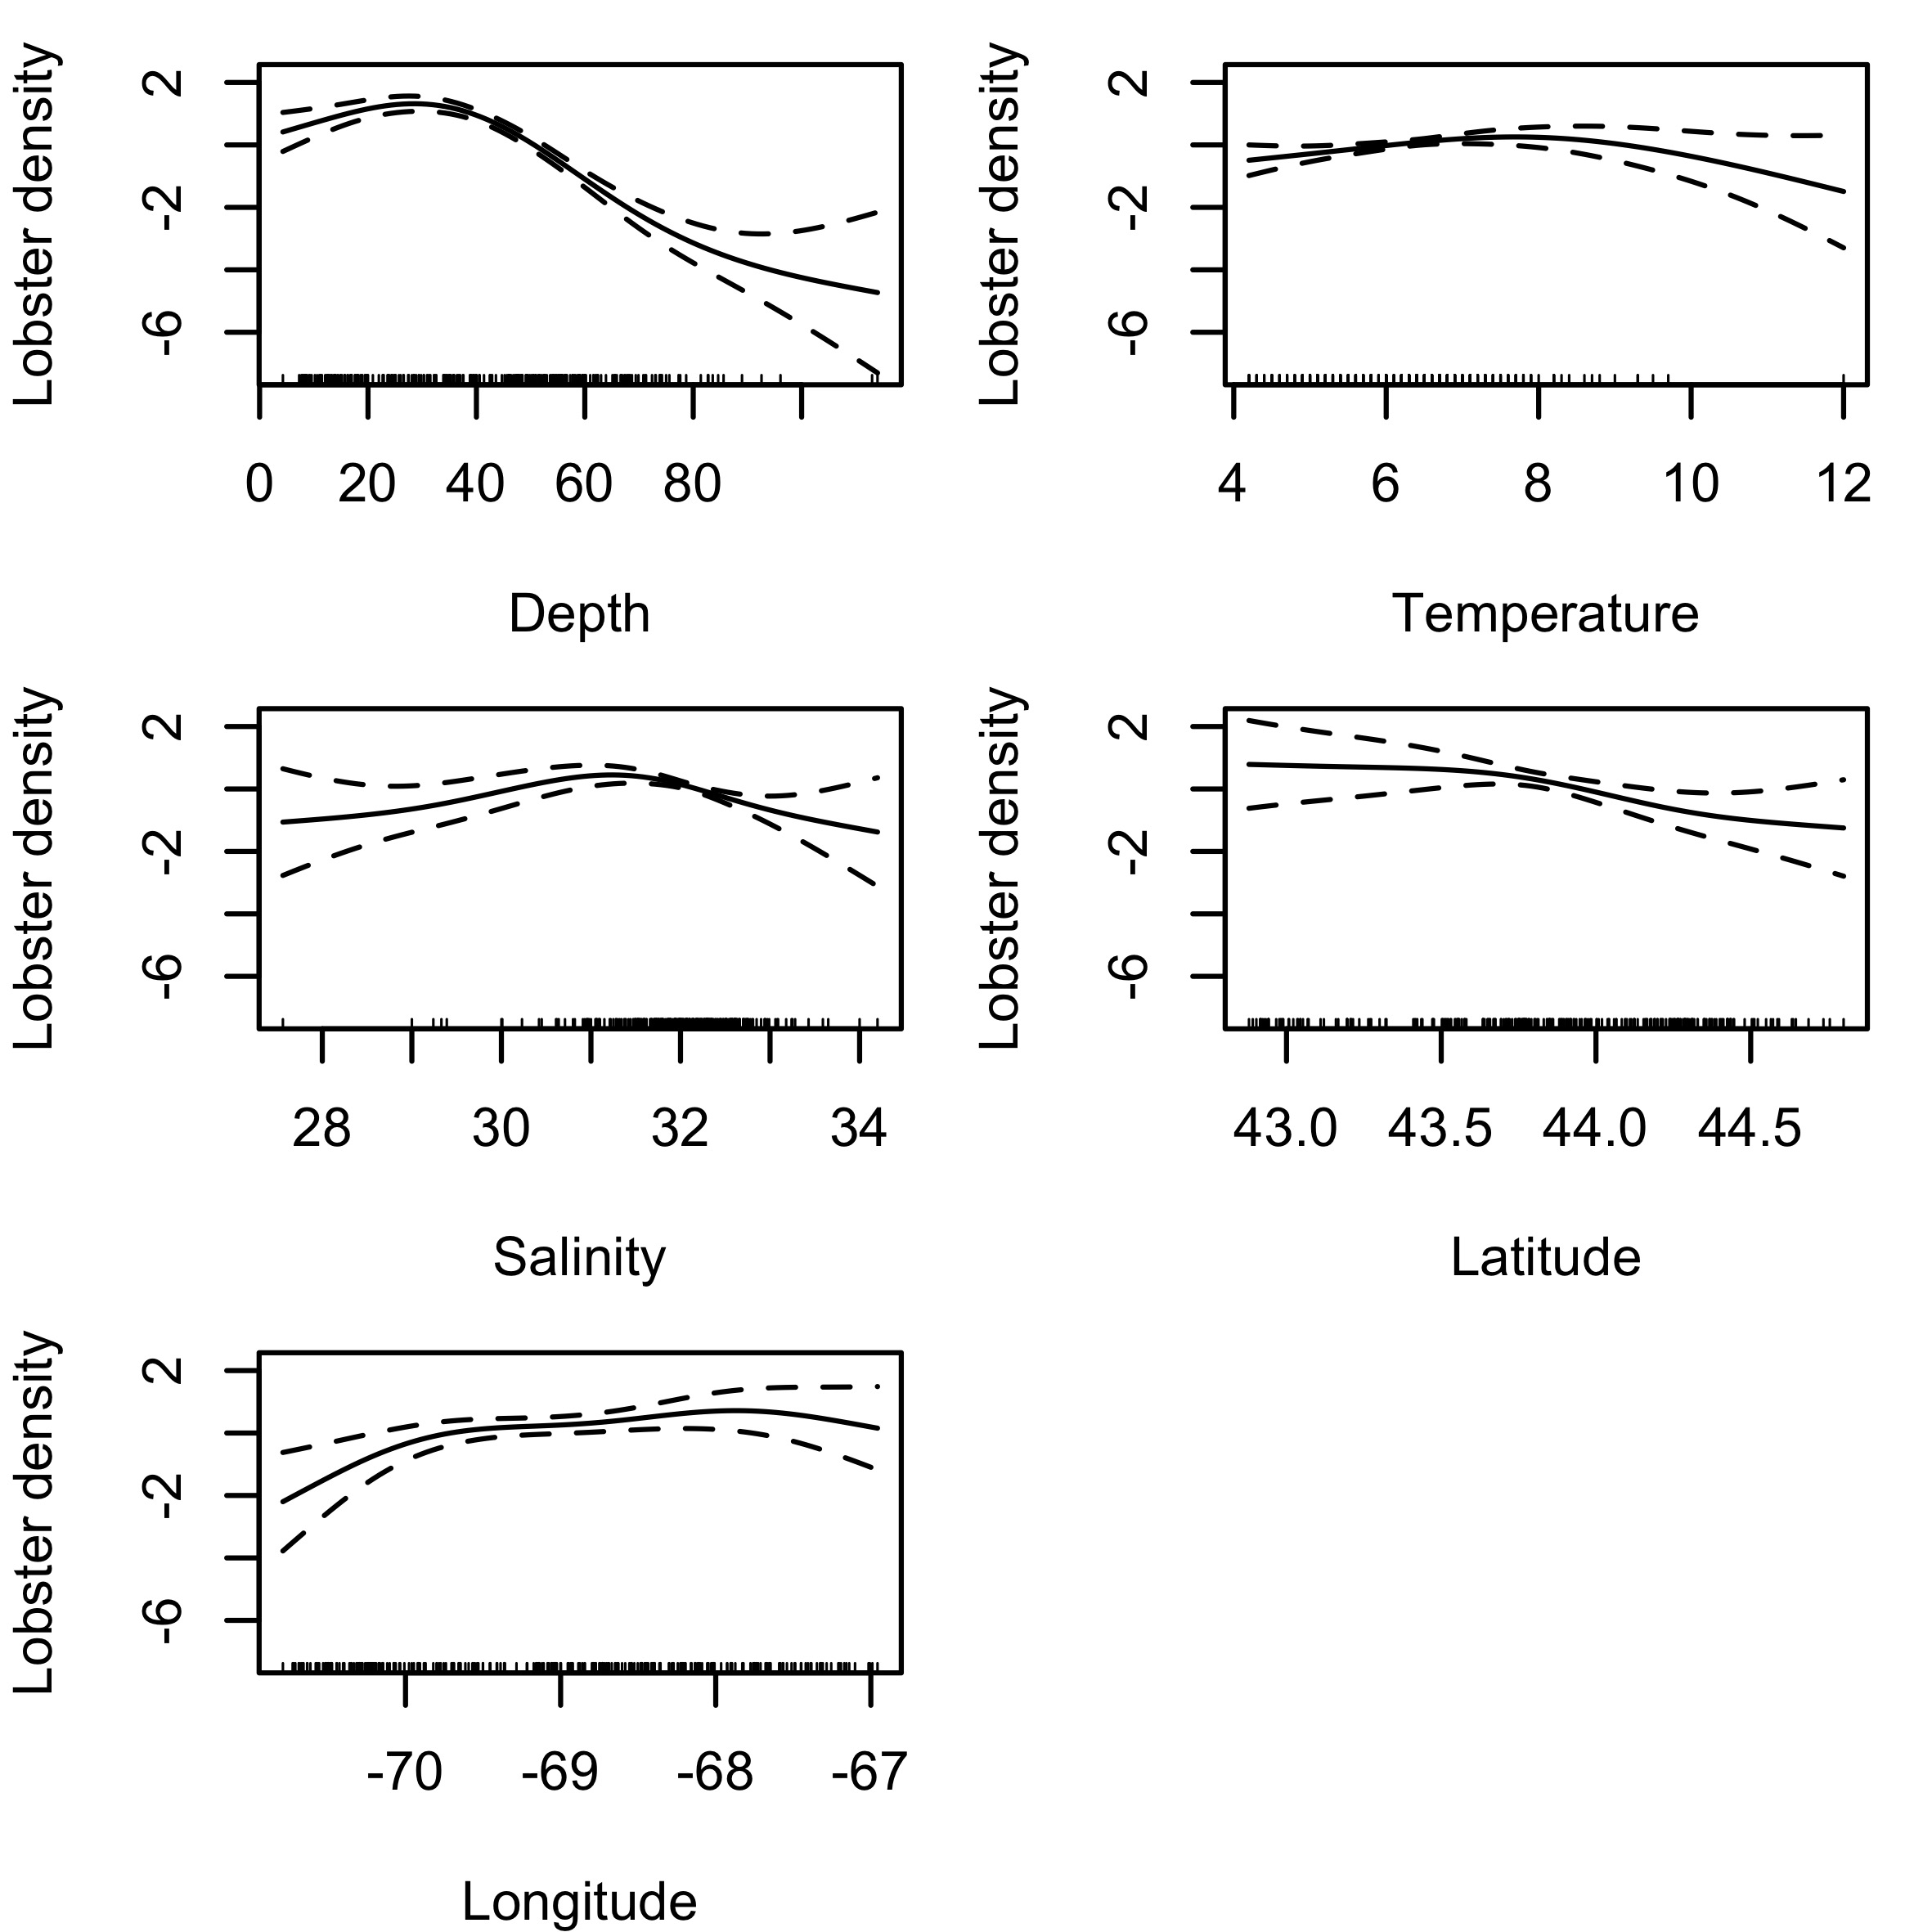 Lobster density
2
-2
-6
0 20 40 60 80
Depth
Lobster density
2
-2
-6
4 6 8 10 12
Temperature
Lobster density
2
-2
-6
28 30 32 34
Salinity
Lobster density
2
-2
-6
43.0 43.5 44.0 44.5
Latitude
Lobster density
2
-2
-6
-70 -69 -68 -67
Longitude